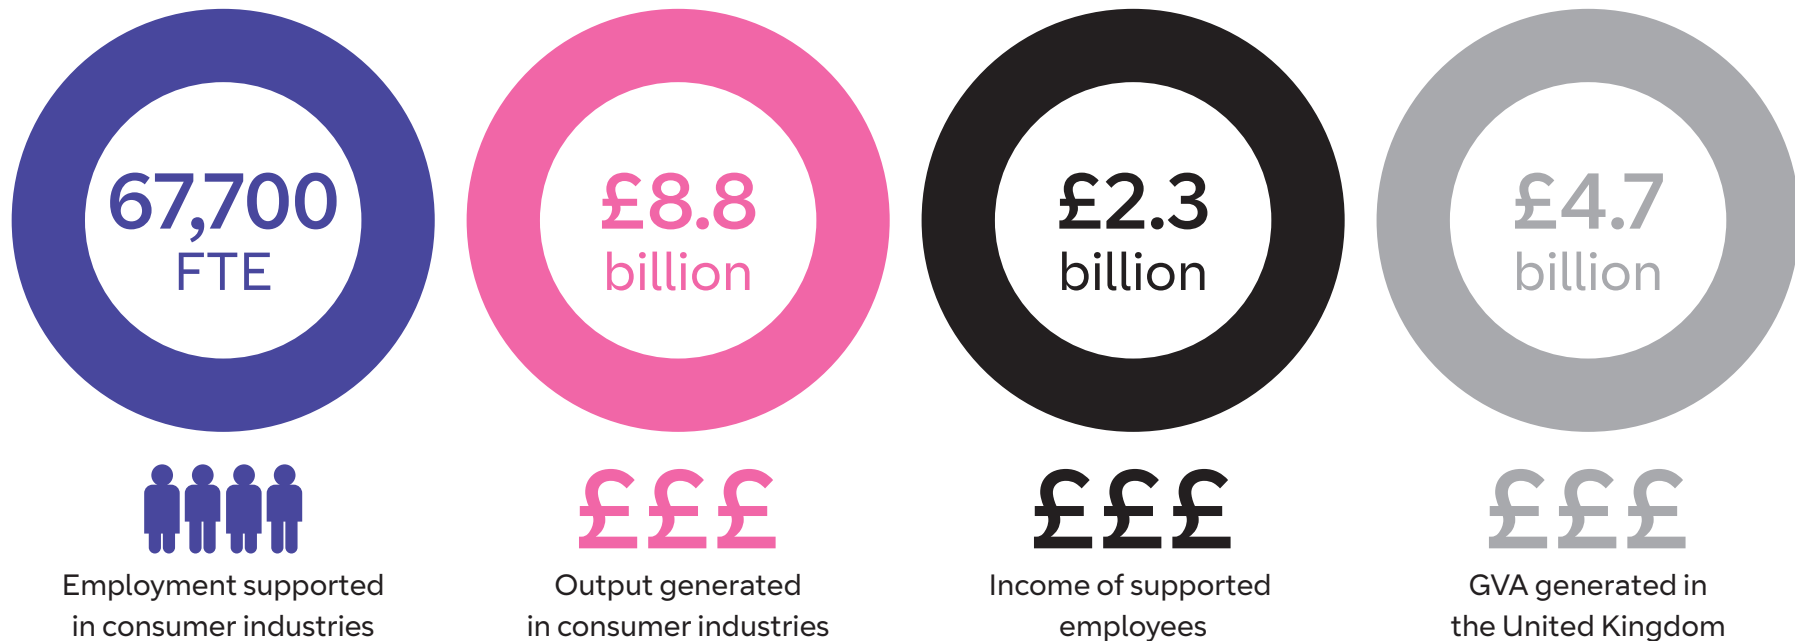 67,700
FTE
Employment supported
in consumer industries
£8.8
billion
£££
Output generated
in consumer industries
£2.3
billion
£££
Income of supported
employees
£4.7
billion
£££
GVA generated in
the United Kingdom